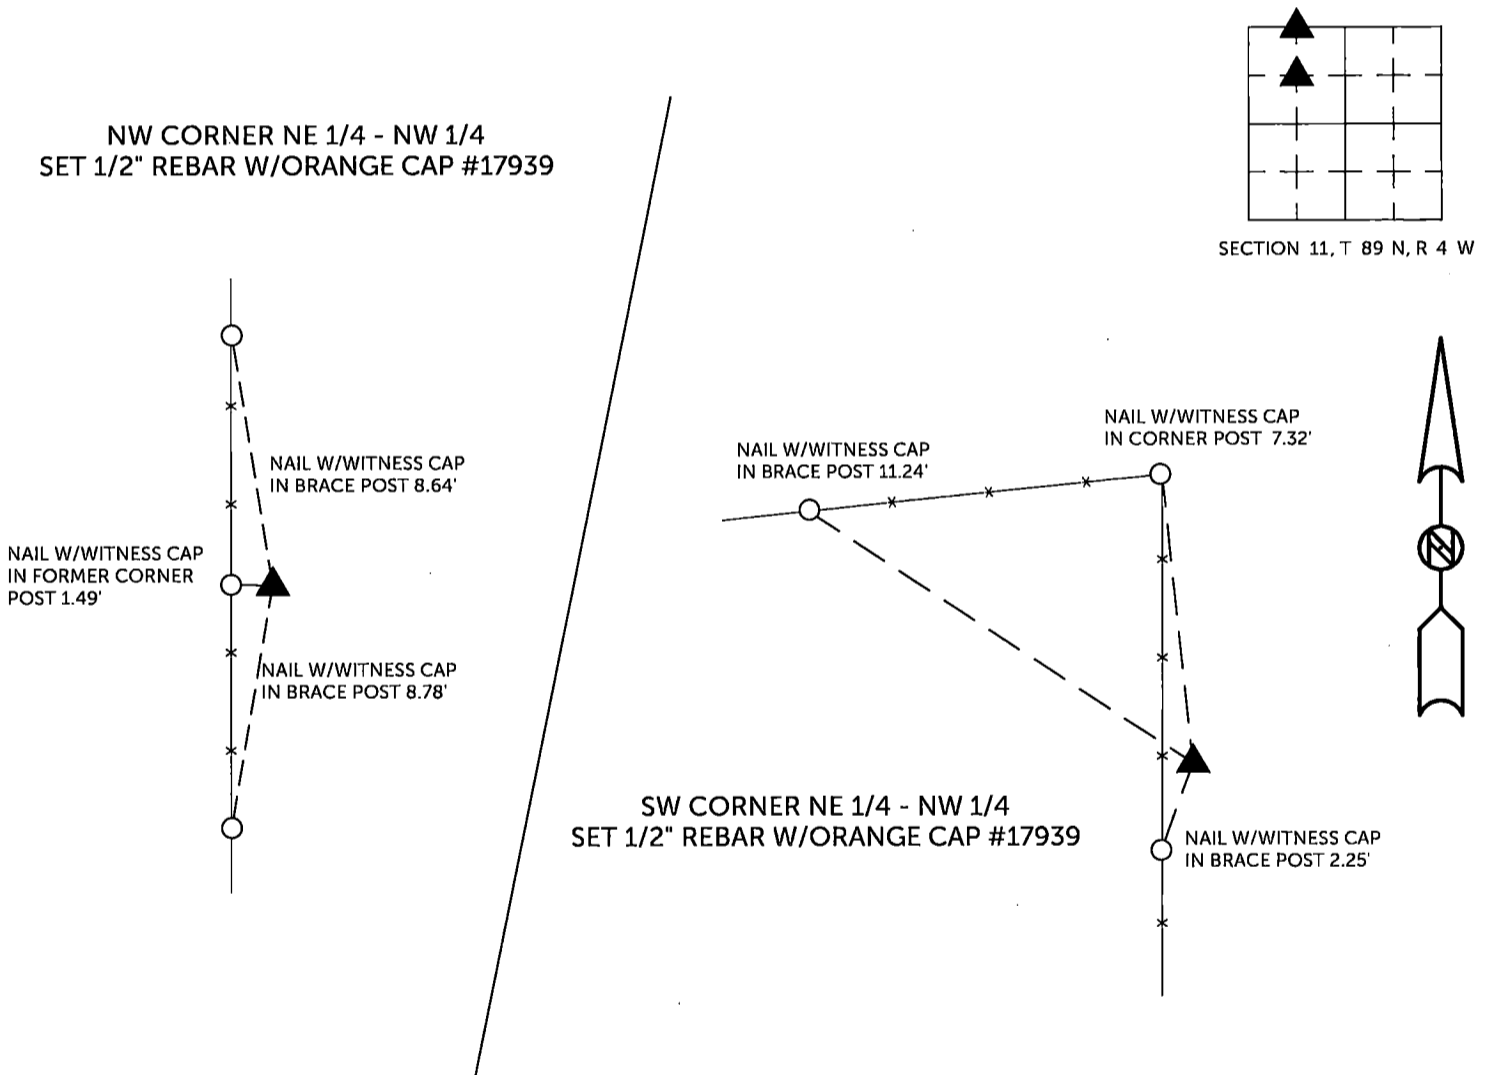 NW CORNER NE 1/4 - NW 1/4
SET 1/2" REBAR W/ORANGE CAP #17939
SECTION 11, T 89 N, R 4 W
NAIL W/WITNESS CAP
IN BRACE POST 8.64'
NAIL W/WITNESS CAP
IN FORMER CORNER
POST 1.49'
NAIL W/WITNESS CAP
IN BRACE POST 8.78'
NAIL W/WITNESS CAP
IN BRACE POST 11.24'
NAIL W/WITNESS CAP
IN CORNER POST 7.32'
N
SW CORNER NE 1/4 - NW 1/4
SET 1/2" REBAR W/ORANGE CAP #17939
NAIL W/WITNESS CAP
IN BRACE POST 2.25'